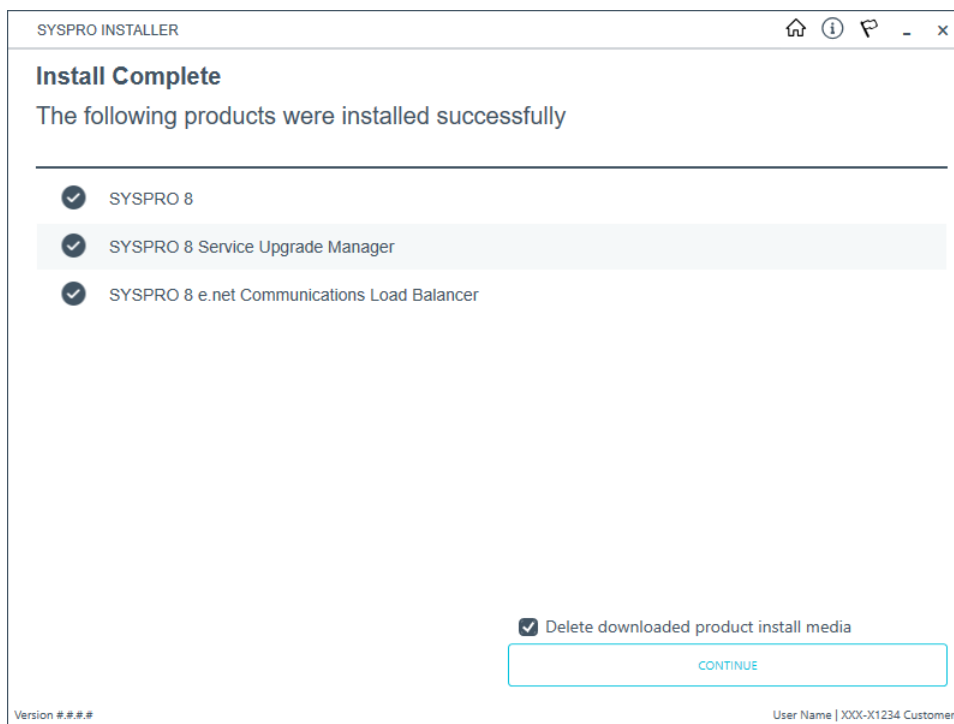 SYSPRO INSTALLER
Install Complete
The following products were installed successfully
SYSPRO 8
SYSPRO 8 Service Upgrade Manager
SYSPRO 8 e.net Communications Load Balancer
Delete downloaded product install media
CONTINUE
Version #.#.#.#
User Name | XXX-X1234 Customer